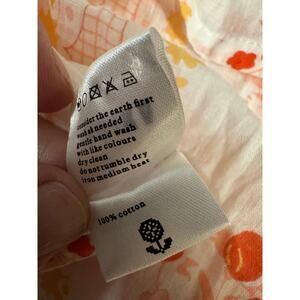 consider the earth first
wash as needed
gentle hand wash
with like colours
dry clean
do not tumble dry
iron medium heat
100% cotton